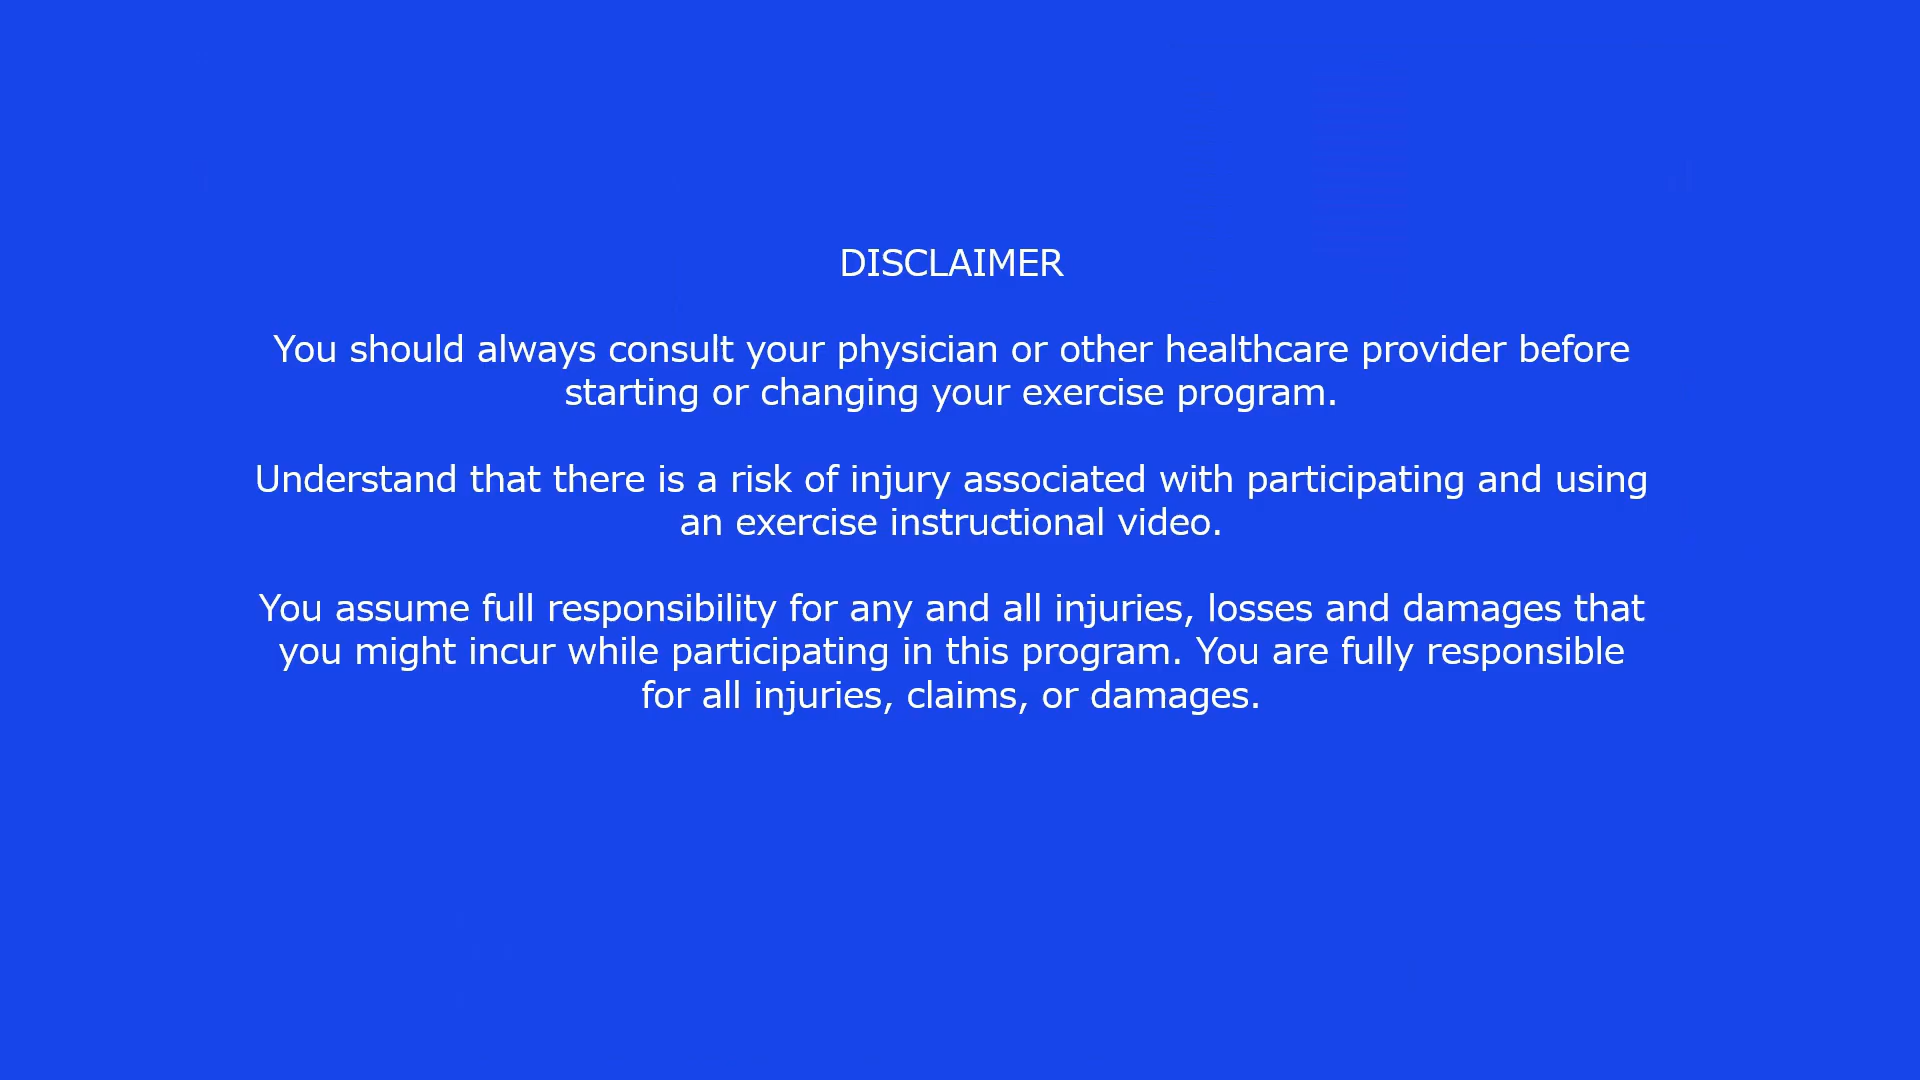 DISCLAIMER
You should always consult your physician or other healthcare provider before
starting or changing your exercise program.
Understand that there is a risk of injury associated with participating and using
an exercise instructional video.
You assume full responsibility for any and all injuries, losses and damages that
you might incur while participating in this program. You are fully responsible
for all injuries, claims, or damages.